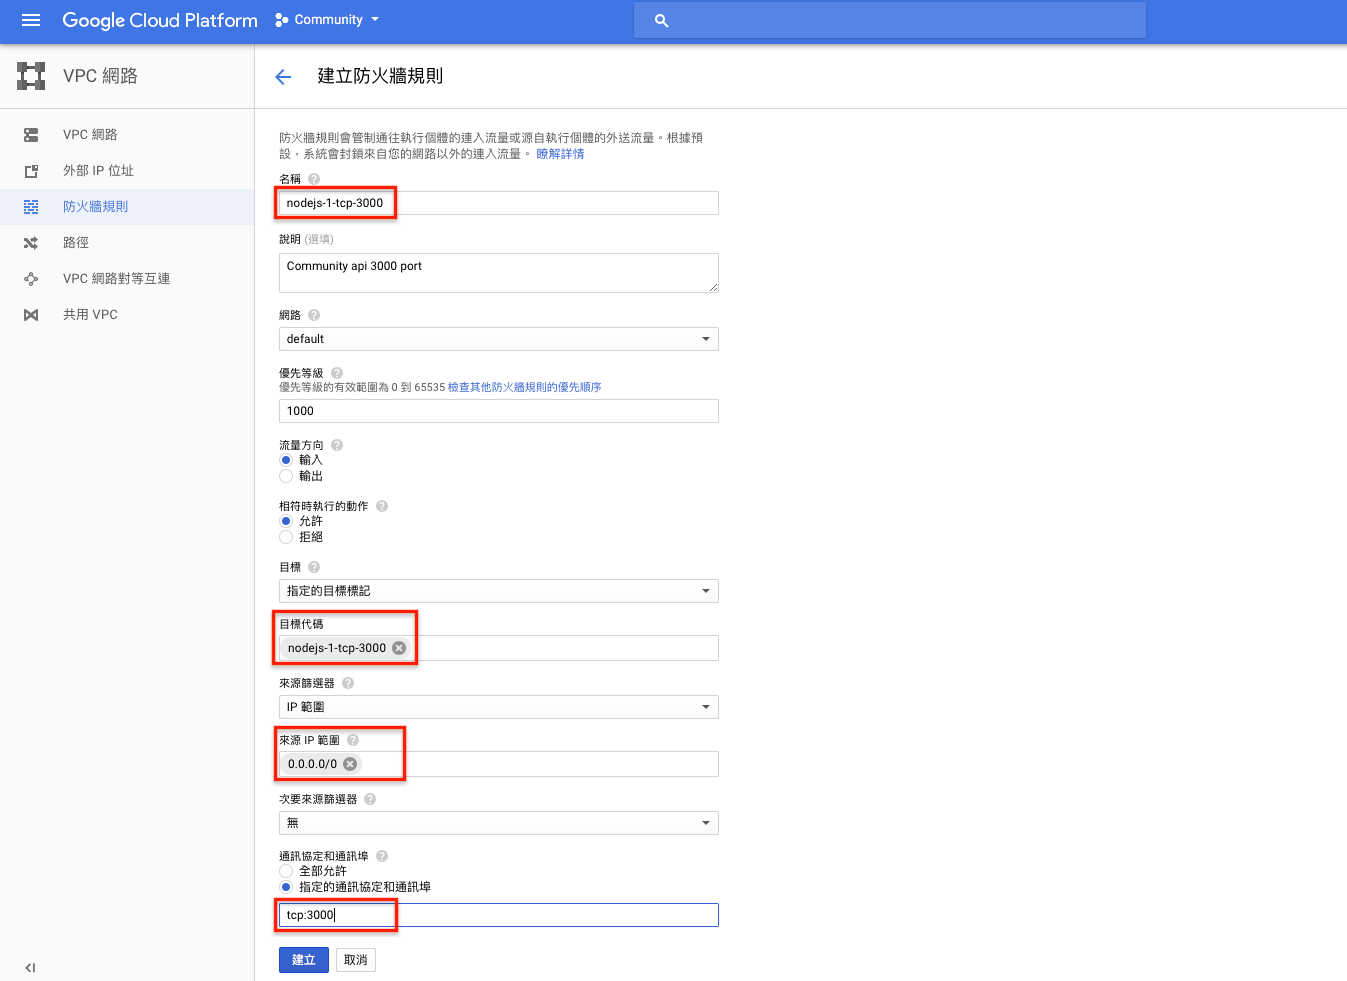 Google Cloud Platform
Community
VPC 網路
建立防火牆規則
VPC 網路
外部 IP 位址
防火牆規則
路徑
VPC 網路對等互連
共用 VPC
防火牆規則會管制通往執行個體的連入流量或源自執行個體的外送流量。根據預
設，系統會封鎖來自您的網路以外的連入流量。 瞭解詳情
名稱
nodejs-1-tcp-3000
說明 (選填)
Community api 3000 port
網路
default
優先等級
優先等級的有效範圍為 0 到 65535 檢查其他防火牆規則的優先順序
1000
流量方向
輸入
輸出
相符時執行的動作
允許
拒絕
目標
指定的目標標記
目標代碼
nodejs-1-tcp-3000
來源篩選器
IP 範圍
來源 IP 範圍
0.0.0.0/0
次要來源篩選器
無
通訊協定和通訊埠
全部允許
指定的通訊協定和通訊埠
tcp:3000
建立
取消